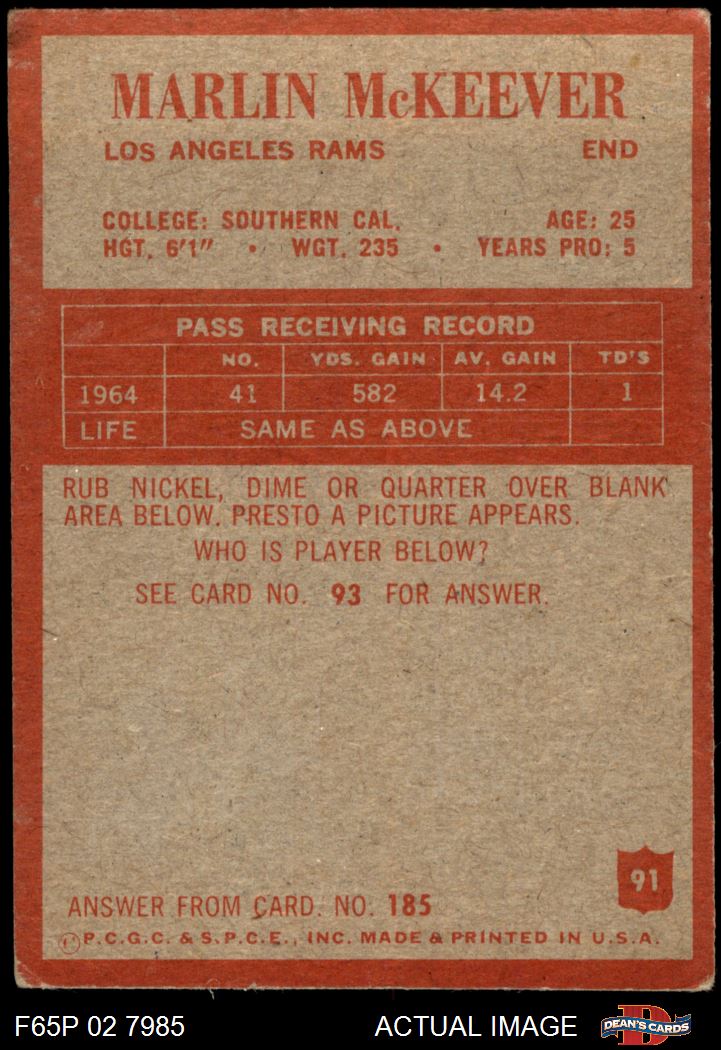 MARLIN McKEEVER
LOS ANGELES RAMS END
COLLEGE: SOUTHERN CAL. AGE: 25
HGT. 6'1" • WGT. 235 • YEARS PRO: 5
PASS RECEIVING RECORD
NO. YDS. GAIN AV. GAIN TD'S
1964 41 582 14.2 1
LIFE SAME AS ABOVE
RUB NICKEL, DIME OR QUARTER OVER BLANK
AREA BELOW. PRESTO A PICTURE APPEARS.
WHO IS PLAYER BELOW?
SEE CARD NO. 93 FOR ANSWER.
91
ANSWER FROM CARD. NO. 185
© P.C.G.C. & S.P.C.E., INC. MADE & PRINTED IN U.S.A.
F65P 02 7985 ACTUAL IMAGE D DEAN'S CARDS